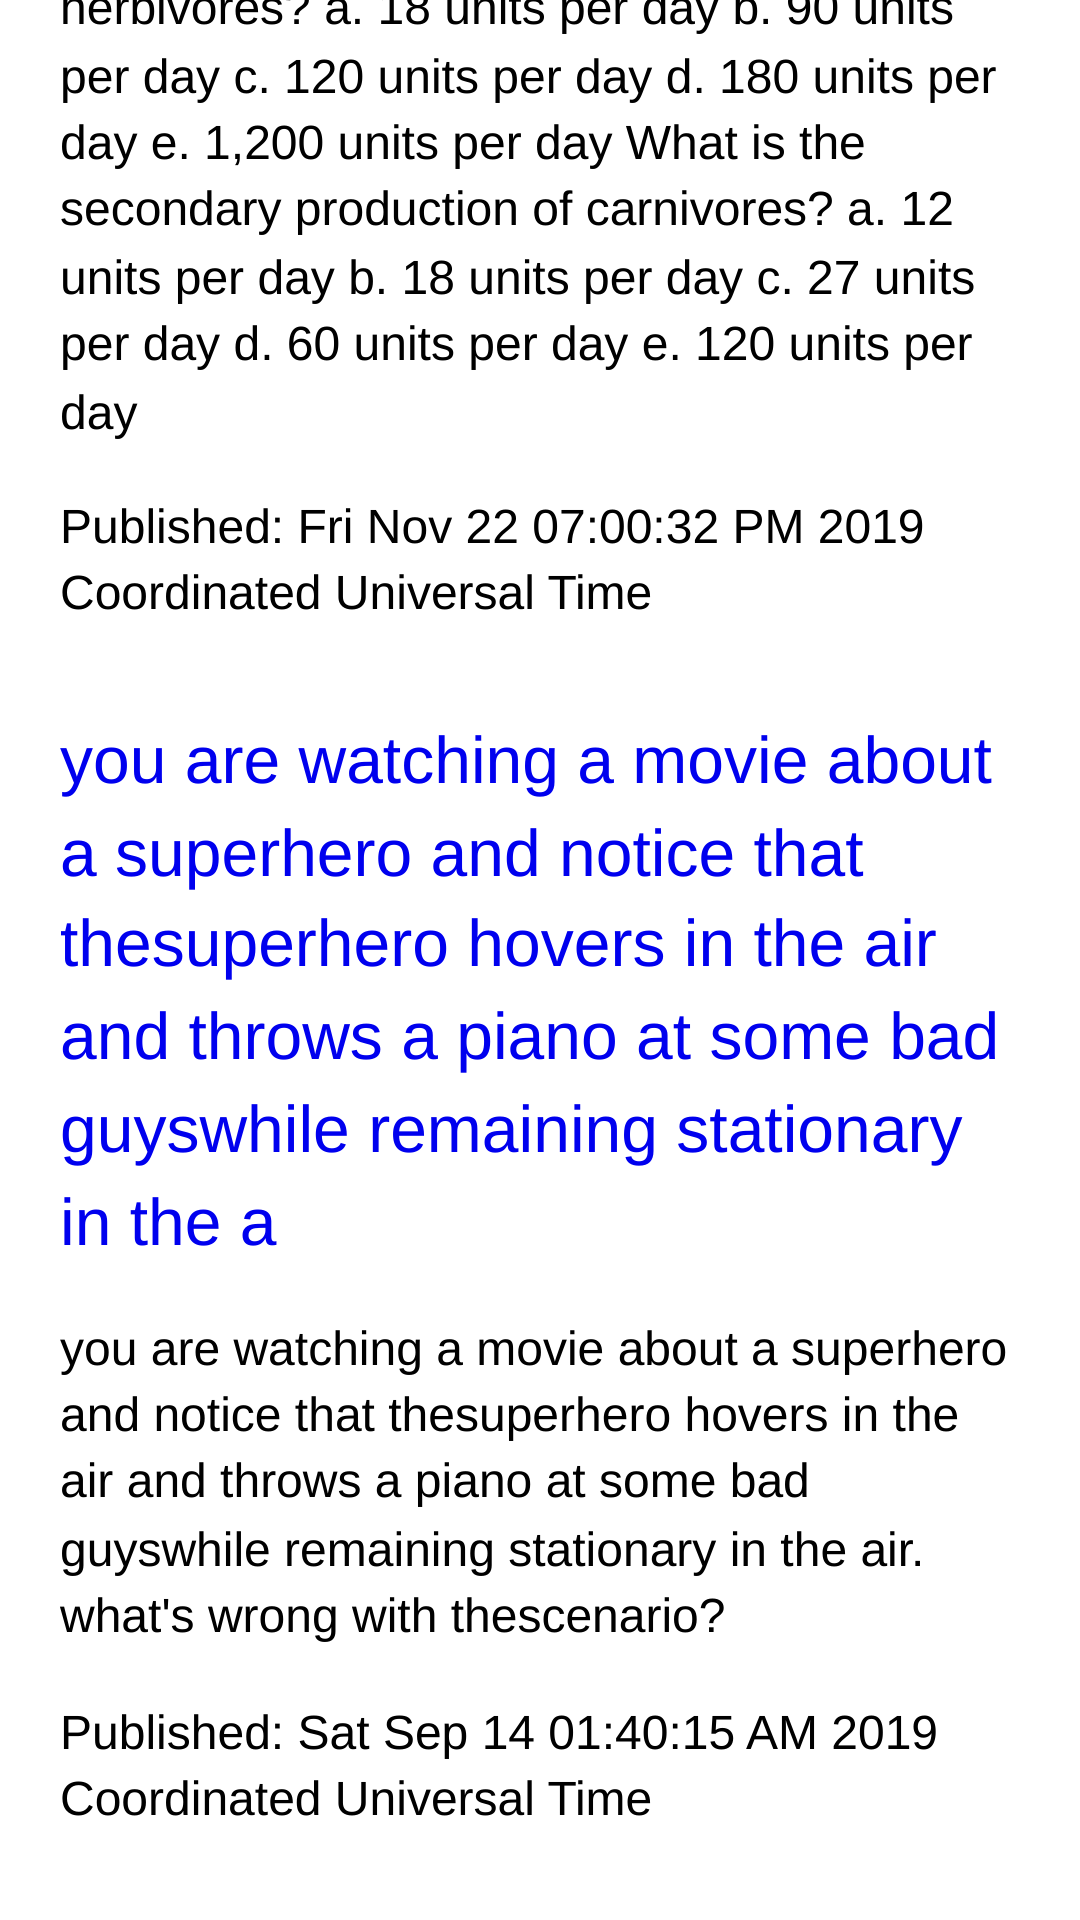 herbivores? a. 18 units per day b. 90 units
per day c. 120 units per day d. 180 units per
day e. 1,200 units per day What is the
secondary production of carnivores? a. 12
units per day b. 18 units per day c. 27 units
per day d. 60 units per day e. 120 units per
day
Published: Fri Nov 22 07:00:32 PM 2019
Coordinated Universal Time
you are watching a movie about
a superhero and notice that
thesuperhero hovers in the air
and throws a piano at some bad
guyswhile remaining stationary
in the a
you are watching a movie about a superhero
and notice that thesuperhero hovers in the
air and throws a piano at some bad
guyswhile remaining stationary in the air.
what's wrong with thescenario?
Published: Sat Sep 14 01:40:15 AM 2019
Coordinated Universal Time